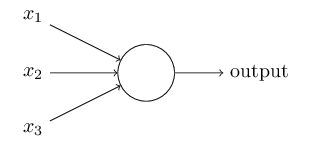 x₁
x₂ output
x₃